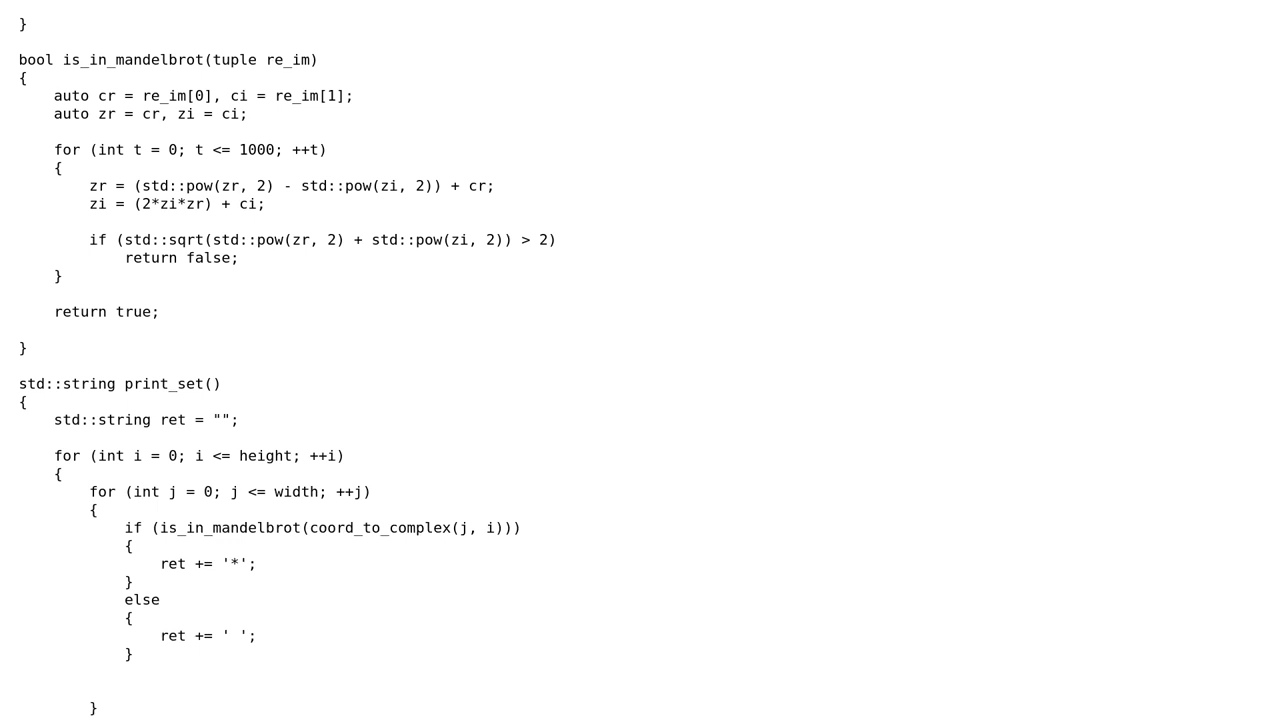 }
bool is_in_mandelbrot(tuple re_im)
{
    auto cr = re_im[0], ci = re_im[1];
    auto zr = cr, zi = ci;
    for (int t = 0; t <= 1000; ++t)
    {
        zr = (std::pow(zr, 2) - std::pow(zi, 2)) + cr;
        zi = (2*zi*zr) + ci;
        if (std::sqrt(std::pow(zr, 2) + std::pow(zi, 2)) > 2)
            return false;
    }
    return true;
}
std::string print_set()
{
    std::string ret = "";
    for (int i = 0; i <= height; ++i)
    {
        for (int j = 0; j <= width; ++j)
        {
            if (is_in_mandelbrot(coord_to_complex(j, i)))
            {
                ret += '*';
            }
            else
            {
                ret += ' ';
            }
        }